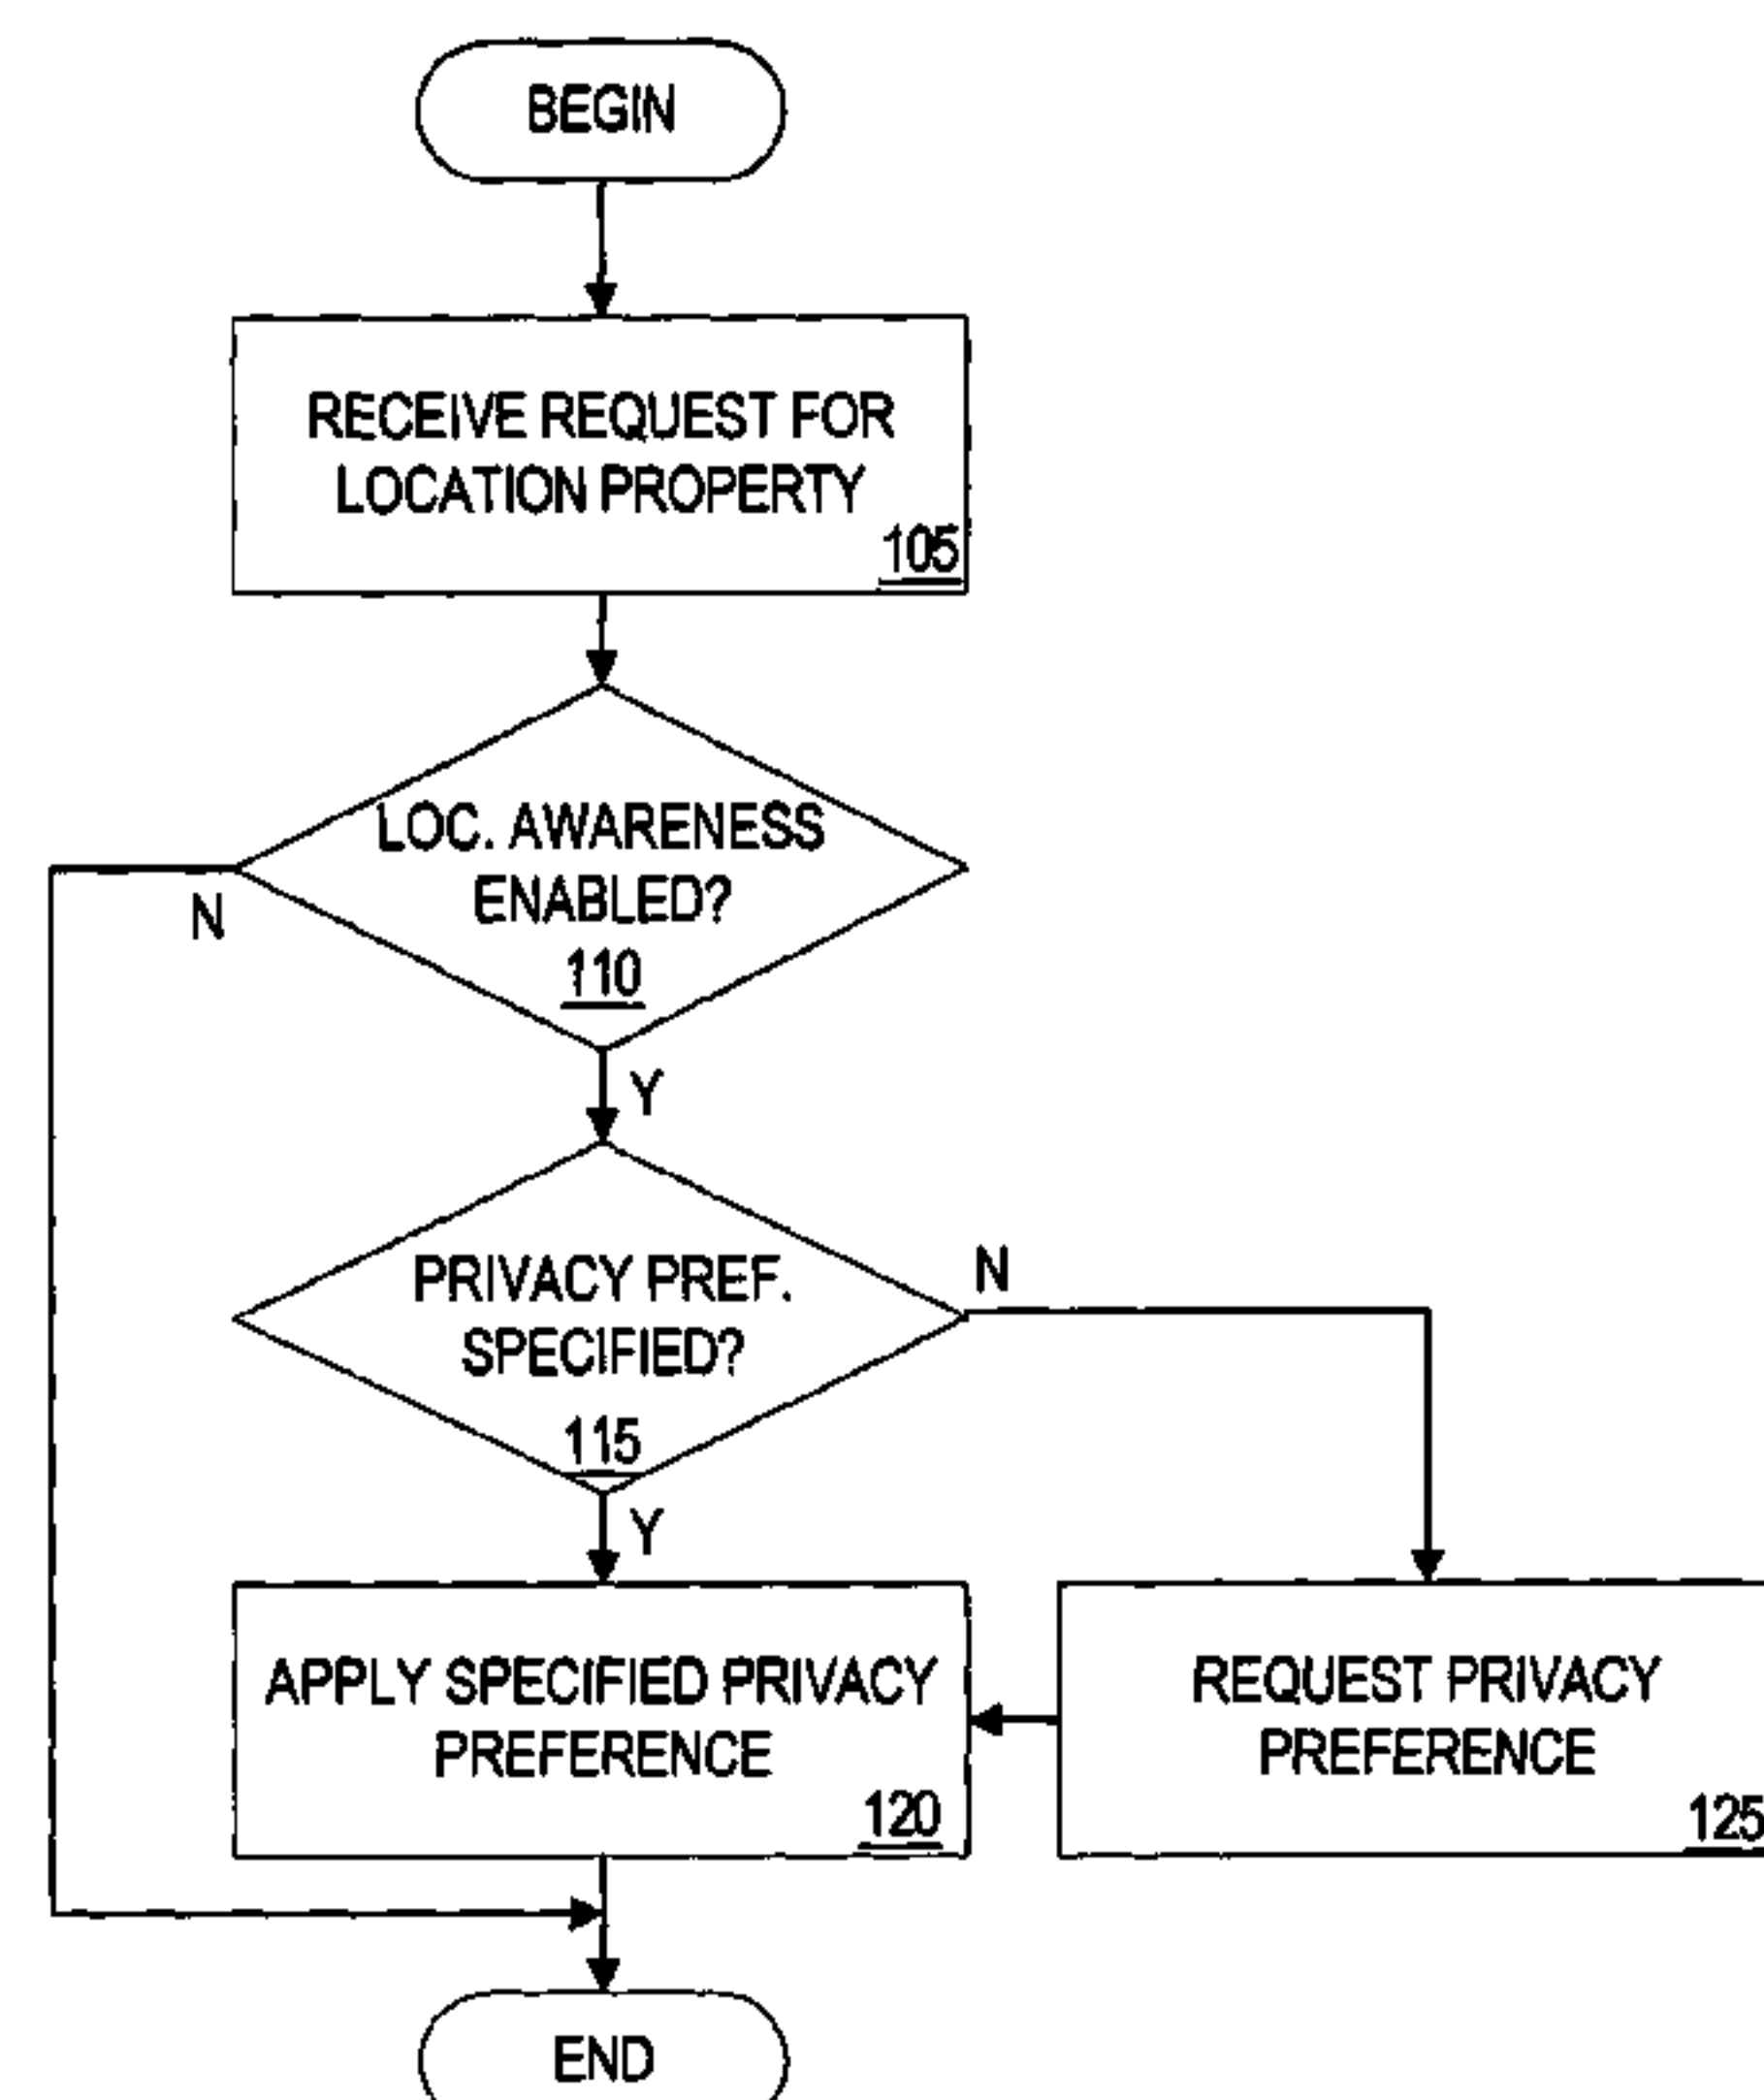 BEGIN
RECEIVE REQUEST FOR
LOCATION PROPERTY
105
LOC. AWARENESS
ENABLED?
110
N
Y
PRIVACY PREF.
SPECIFIED?
115
N
Y
APPLY SPECIFIED PRIVACY
PREFERENCE
120
REQUEST PRIVACY
PREFERENCE
125
END